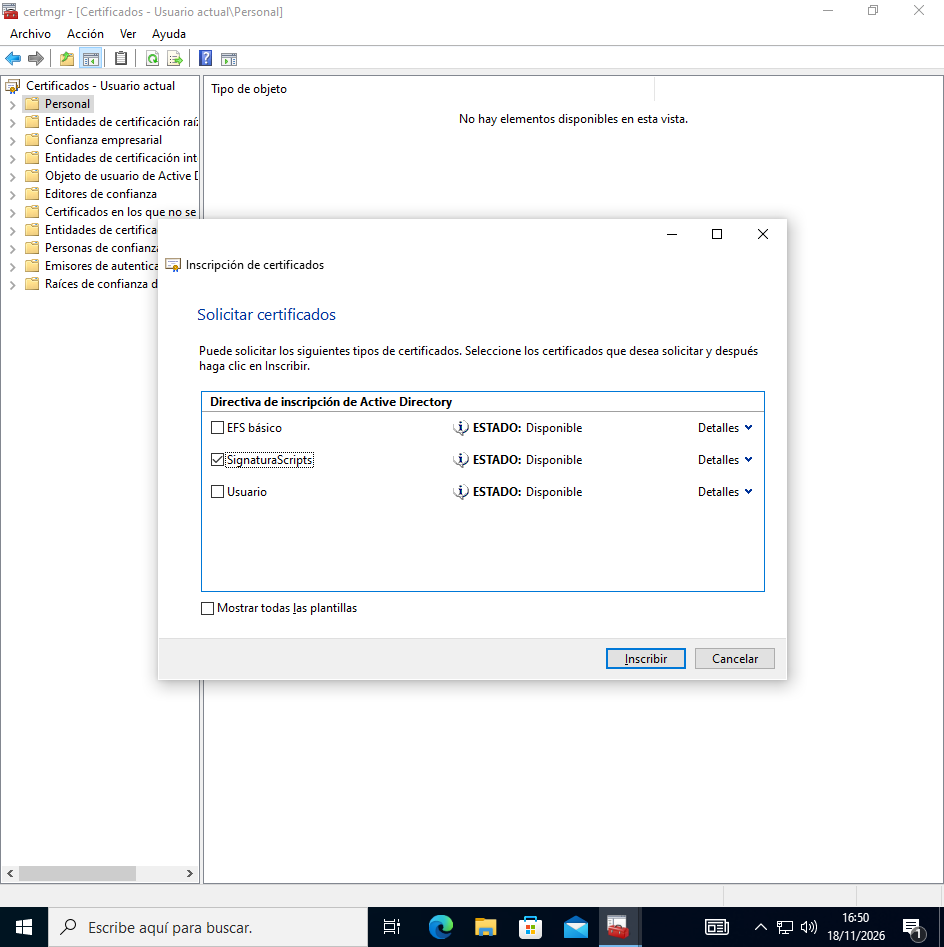 certmgr - [Certificados - Usuario actual\Personal]
Archivo Acción Ver Ayuda
Certificados - Usuario actual
Tipo de objeto
Personal
No hay elementos disponibles en esta vista.
Entidades de certificación raíz
Confianza empresarial
Entidades de certificación int
Objeto de usuario de Active D
Editores de confianza
Certificados en los que no se
Entidades de certifica
Personas de confianza
Emisores de autentica
Raíces de confianza d
Inscripción de certificados
Solicitar certificados
Puede solicitar los siguientes tipos de certificados. Seleccione los certificados que desea solicitar y después
haga clic en Inscribir.
Directiva de inscripción de Active Directory
EFS básico ESTADO: Disponible Detalles
SignaturaScripts ESTADO: Disponible Detalles
Usuario ESTADO: Disponible Detalles
Mostrar todas las plantillas
Inscribir Cancelar
Escribe aquí para buscar.
16:50
18/11/2026
1